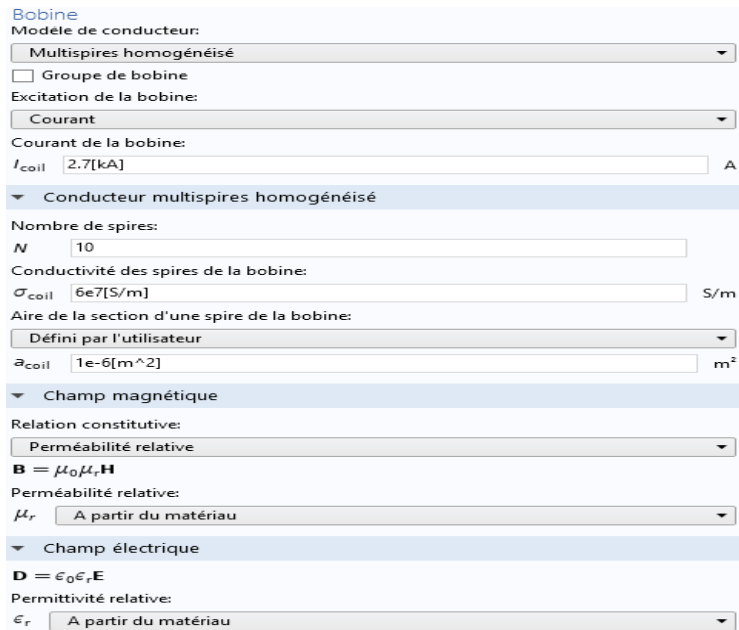 Bobine
Modèle de conducteur:
Multispires homogénéisé
Groupe de bobine
Excitation de la bobine:
Courant
Courant de la bobine:
I_coil 2.7[kA] A
Conducteur multispires homogénéisé
Nombre de spires:
N 10
Conductivité des spires de la bobine:
σ_coil 6e7[S/m] S/m
Aire de la section d'une spire de la bobine:
Défini par l'utilisateur
a_coil 1e-6[m^2] m²
Champ magnétique
Relation constitutive:
Perméabilité relative
B = μ₀μᵣH
Perméabilité relative:
μᵣ A partir du matériau
Champ électrique
D = ϵ₀ϵᵣE
Permittivité relative:
ϵᵣ A partir du matériau